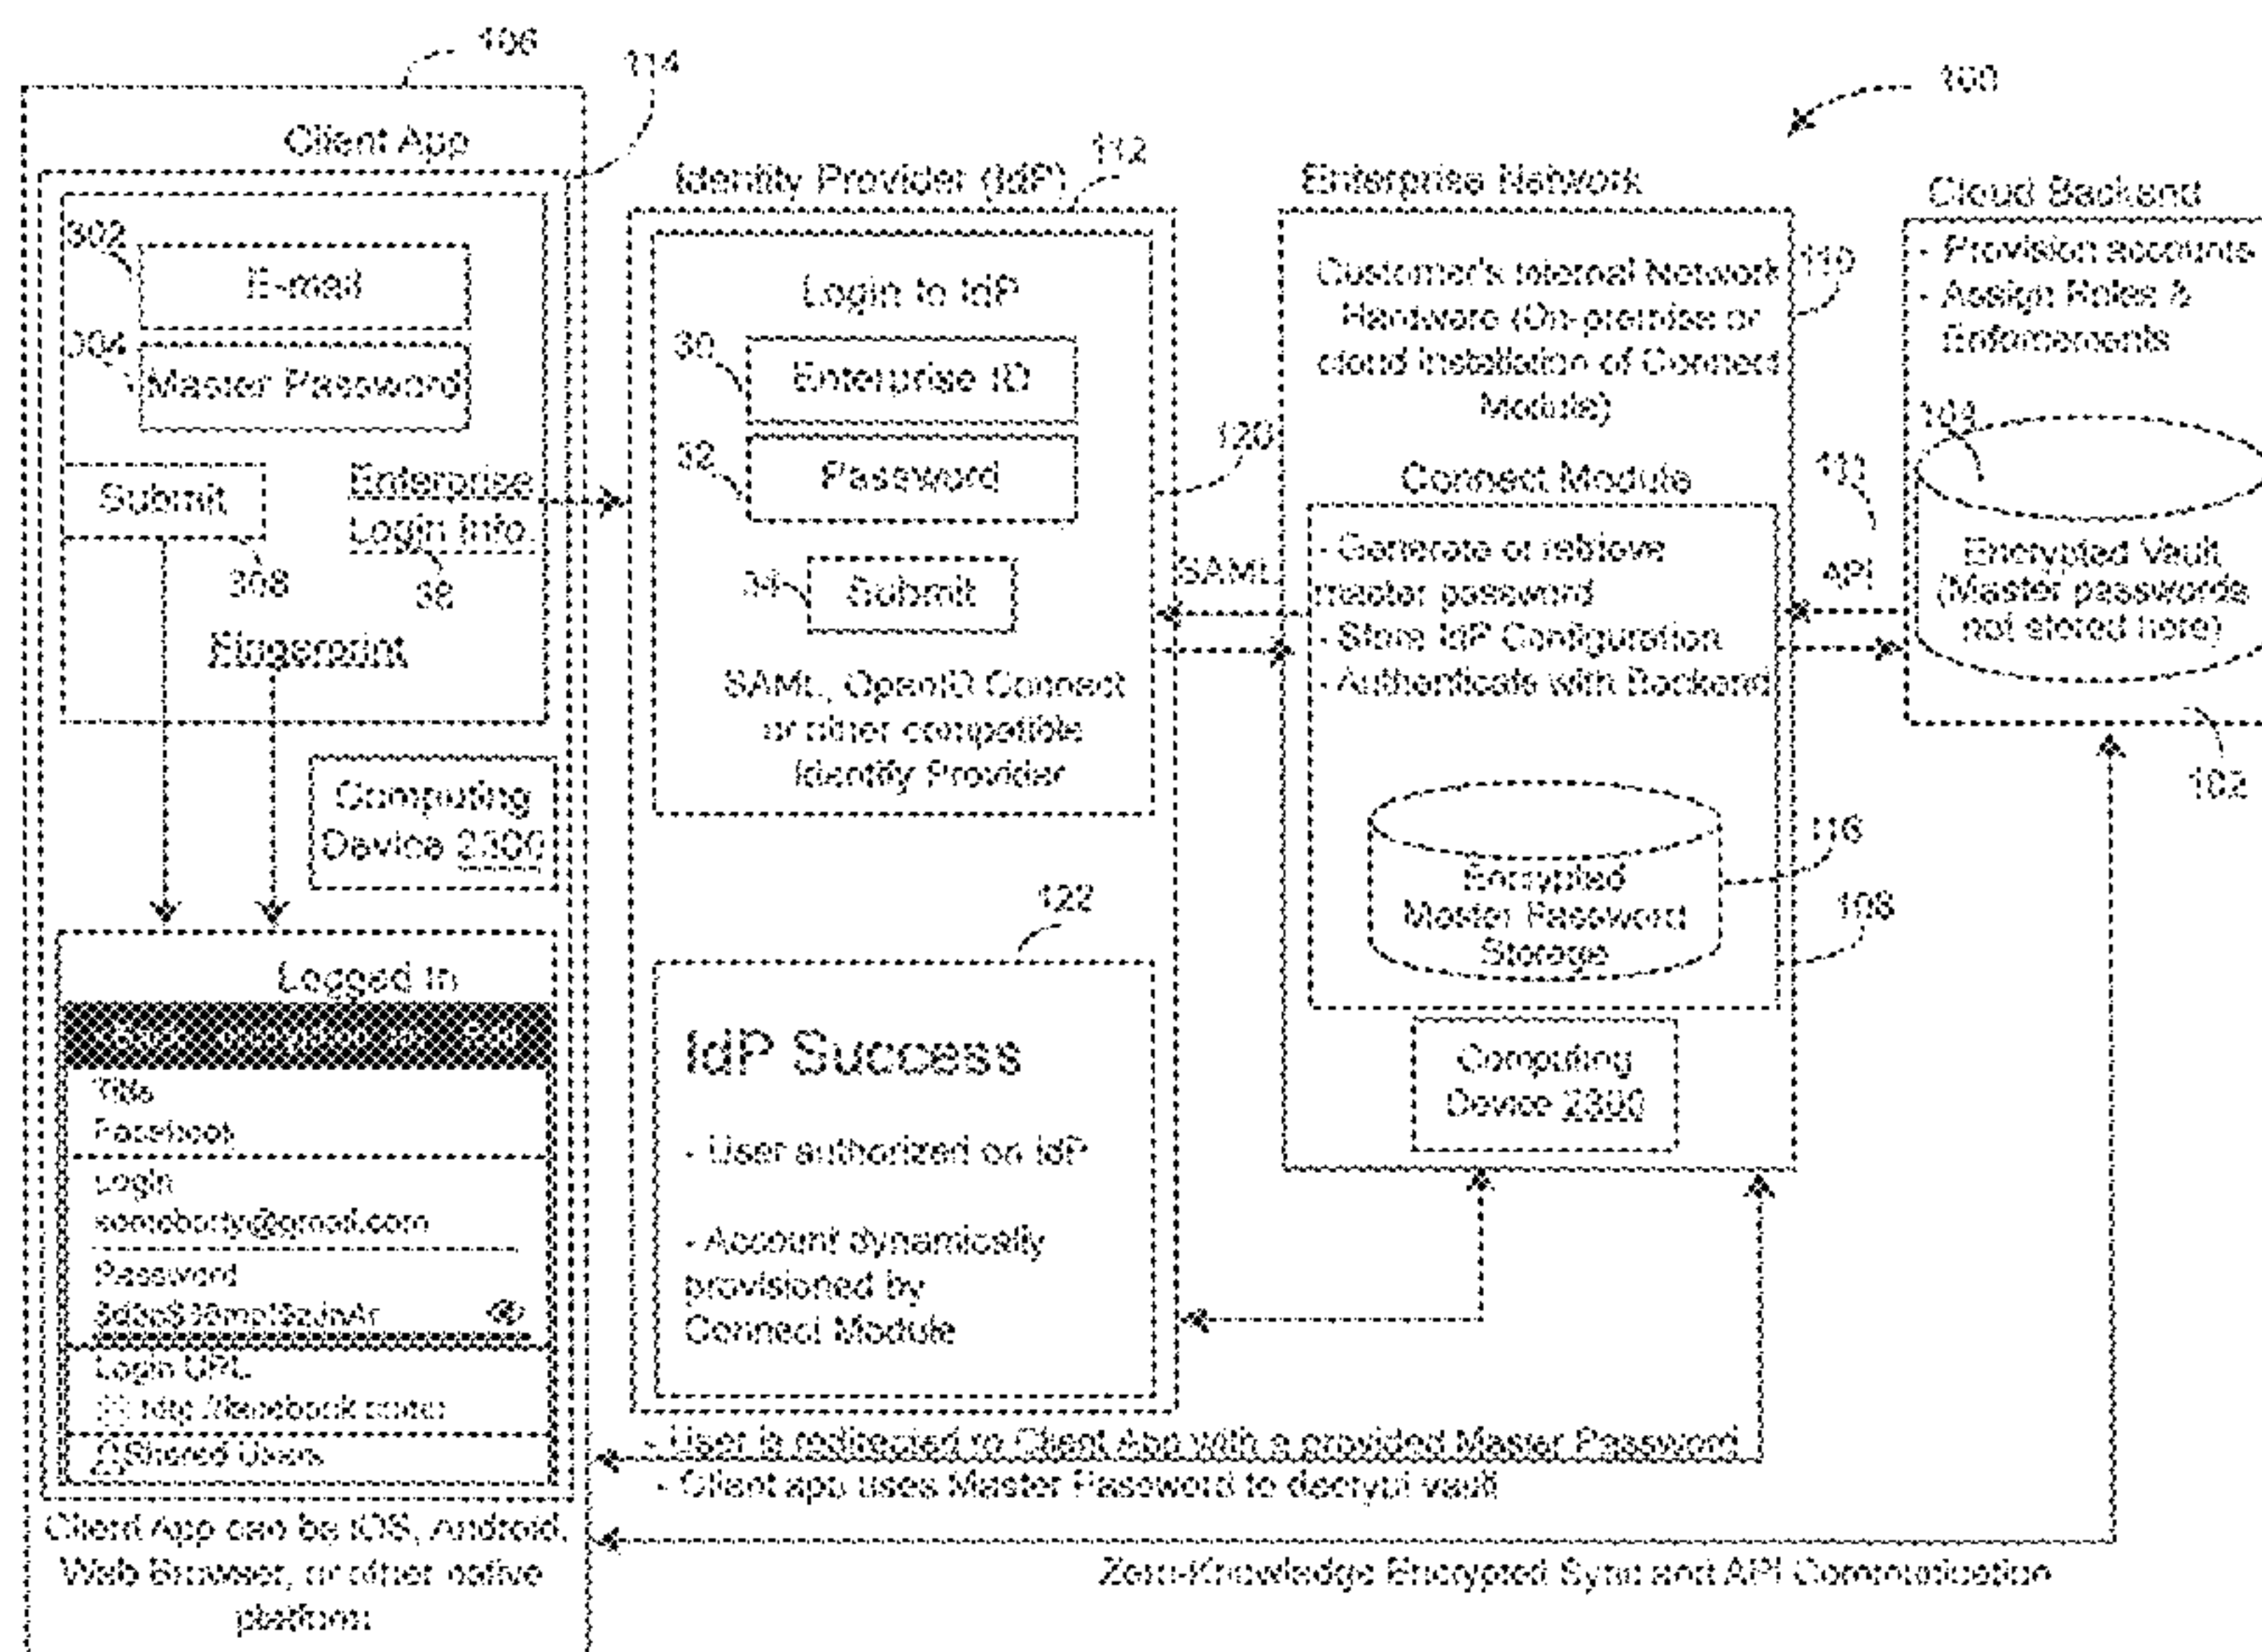 106
114
100
Client App
302
E-mail
304
Master Password
Submit
308
Enterprise
Login Info.
38
Fingerprint
Computing
Device 2300
Logged In
Title
Facebook
Login
somebody@gmail.com
Password
Login URL
Shared Users
Client App can be iOS, Android,
Web Browser, or other native
platform
Identity Provider (IdP)
112
Login to IdP
30
Enterprise ID
32
Password
34
Submit
120
SAML, OpenID Connect
or other compatible
Identify Provider
122
IdP Success
- User authorized on IdP
- Account dynamically
provisioned by
Connect Module
SAML
Enterprise Network
110
Customer's Internal Network
Hardware (On-premise or
cloud installation of Connect
Module)
Connect Module
- Generate or retrieve
master password
- Store IdP Configuration
- Authenticate with Backend
116
Encrypted
Master Password
Storage
108
Computing
Device 2300
111
API
Cloud Backend
- Provision accounts
- Assign Roles &
Enforcements
104
Encrypted Vault
(Master passwords
not stored here)
102
- User is redirected to Client App with a provided Master Password
- Client app uses Master Password to decrypt vault
Zero-Knowledge Encrypted Sync and API Communication